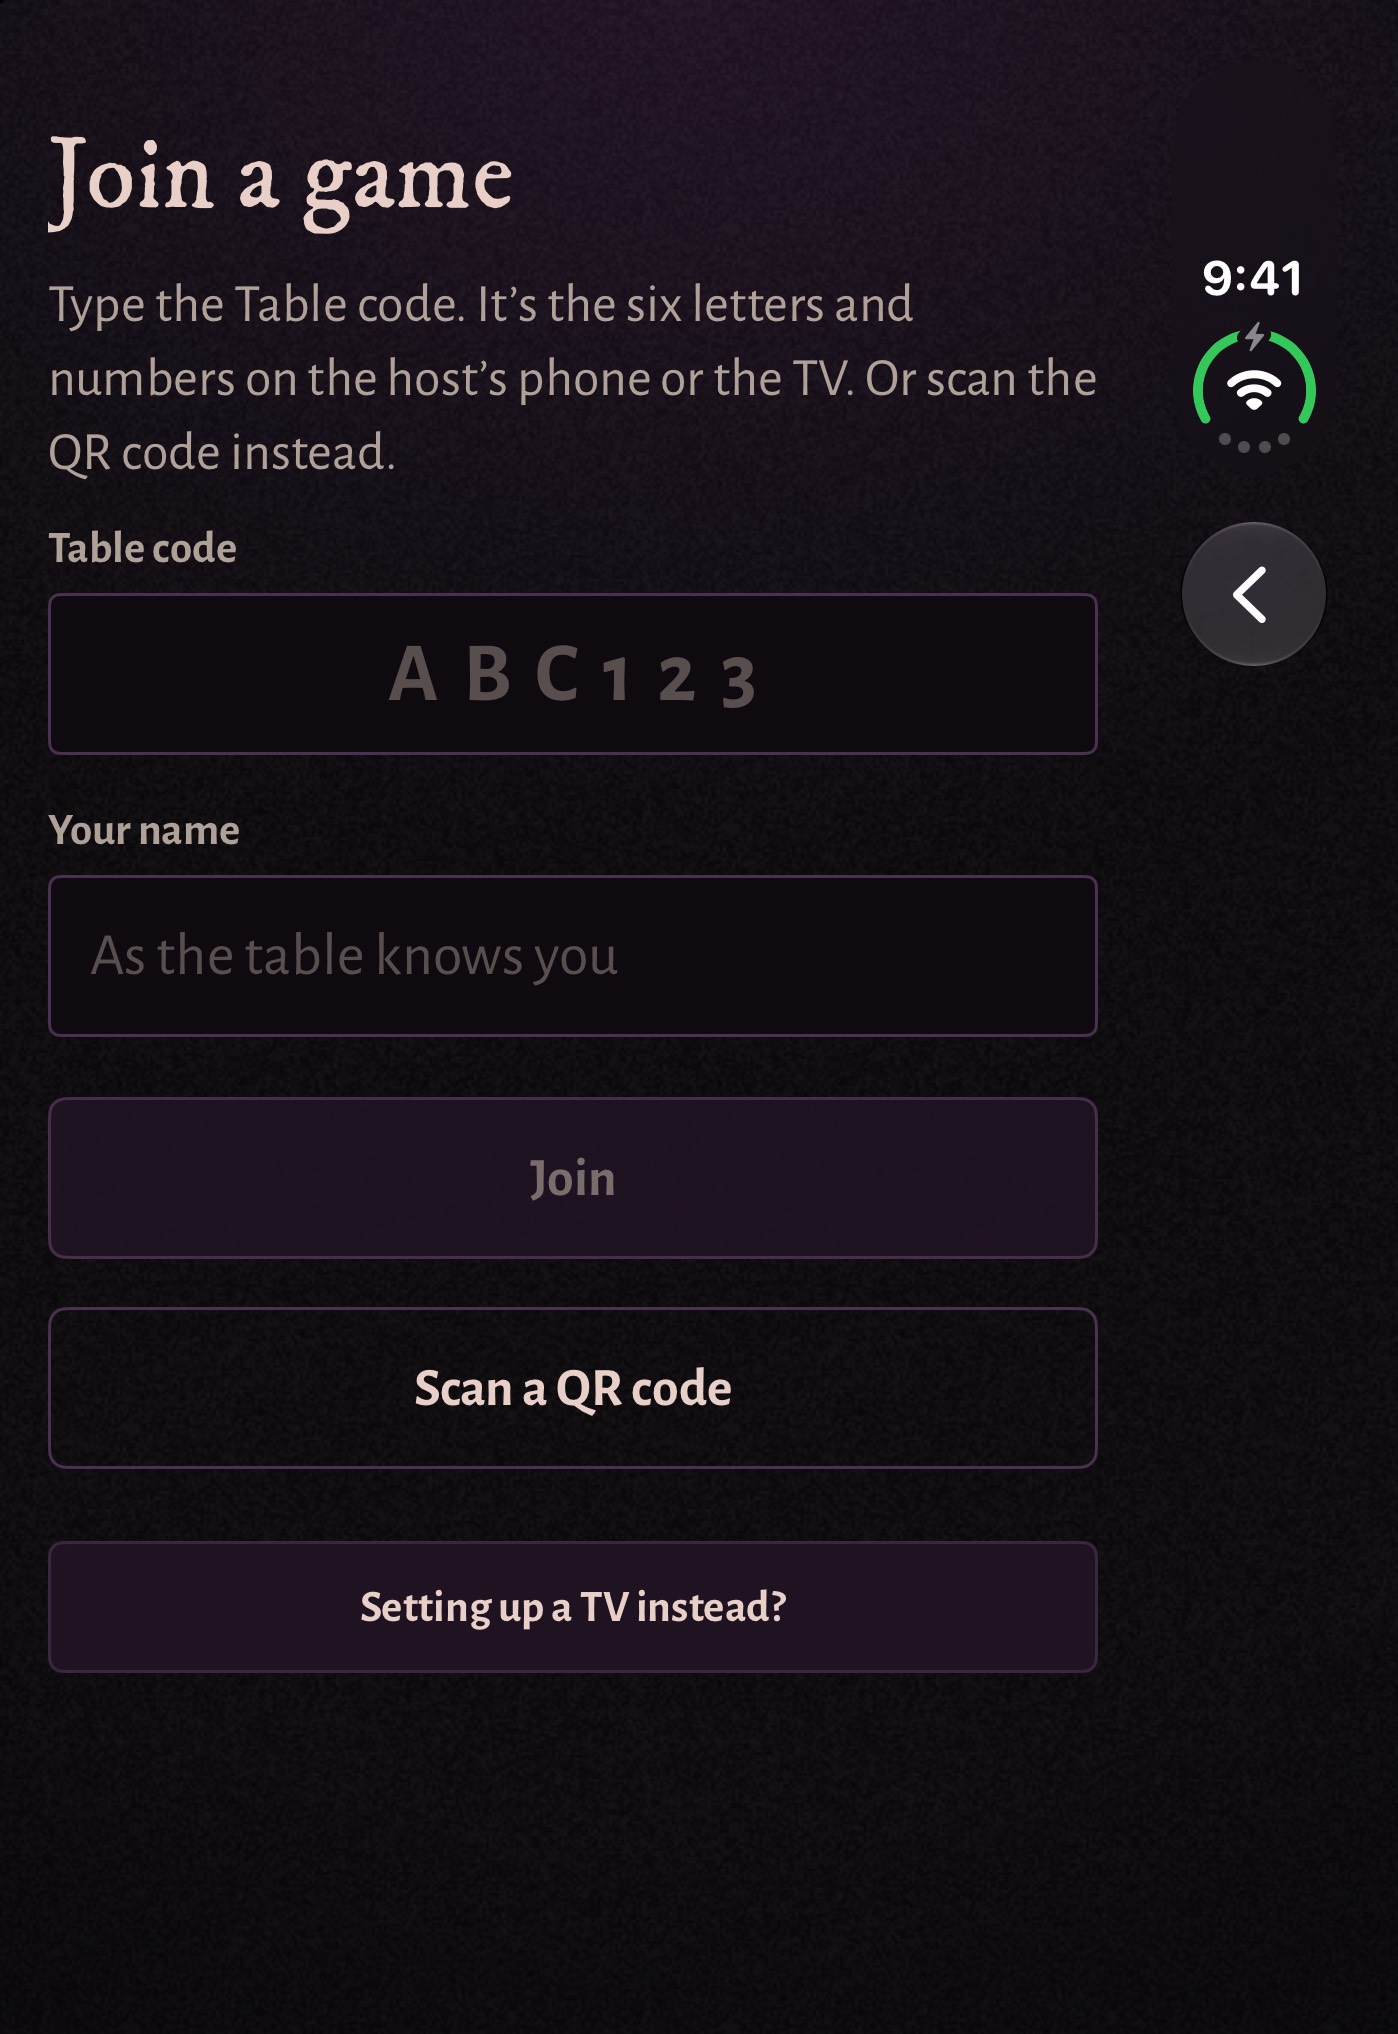 Join a game
Type the Table code. It’s the six letters and
numbers on the host’s phone or the TV. Or scan the
QR code instead.
9:41
Table code
ABC123
Your name
As the table knows you
Join
Scan a QR code
Setting up a TV instead?